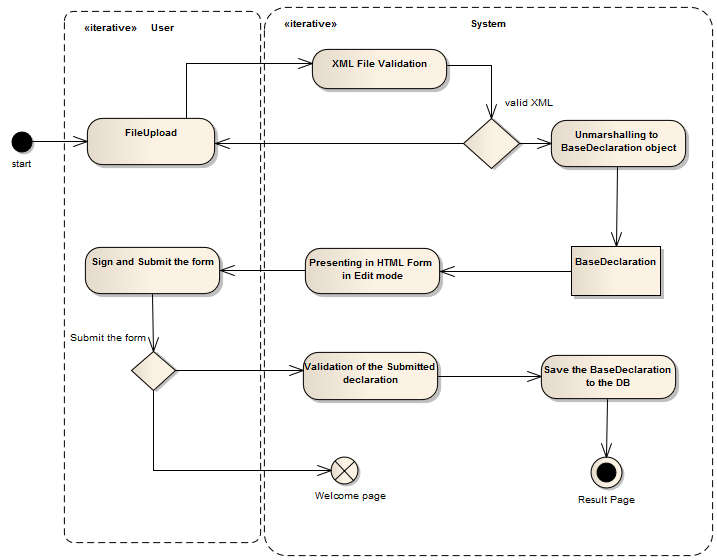 «iterative» User
«iterative» System
XML File Validation
valid XML
FileUpload
Unmarshalling to
BaseDeclaration object
start
Sign and Submit the form
Presenting in HTML Form
in Edit mode
BaseDeclaration
Submit the form
Validation of the Submitted
declaration
Save the BaseDeclaration
to the DB
Welcome page
Result Page